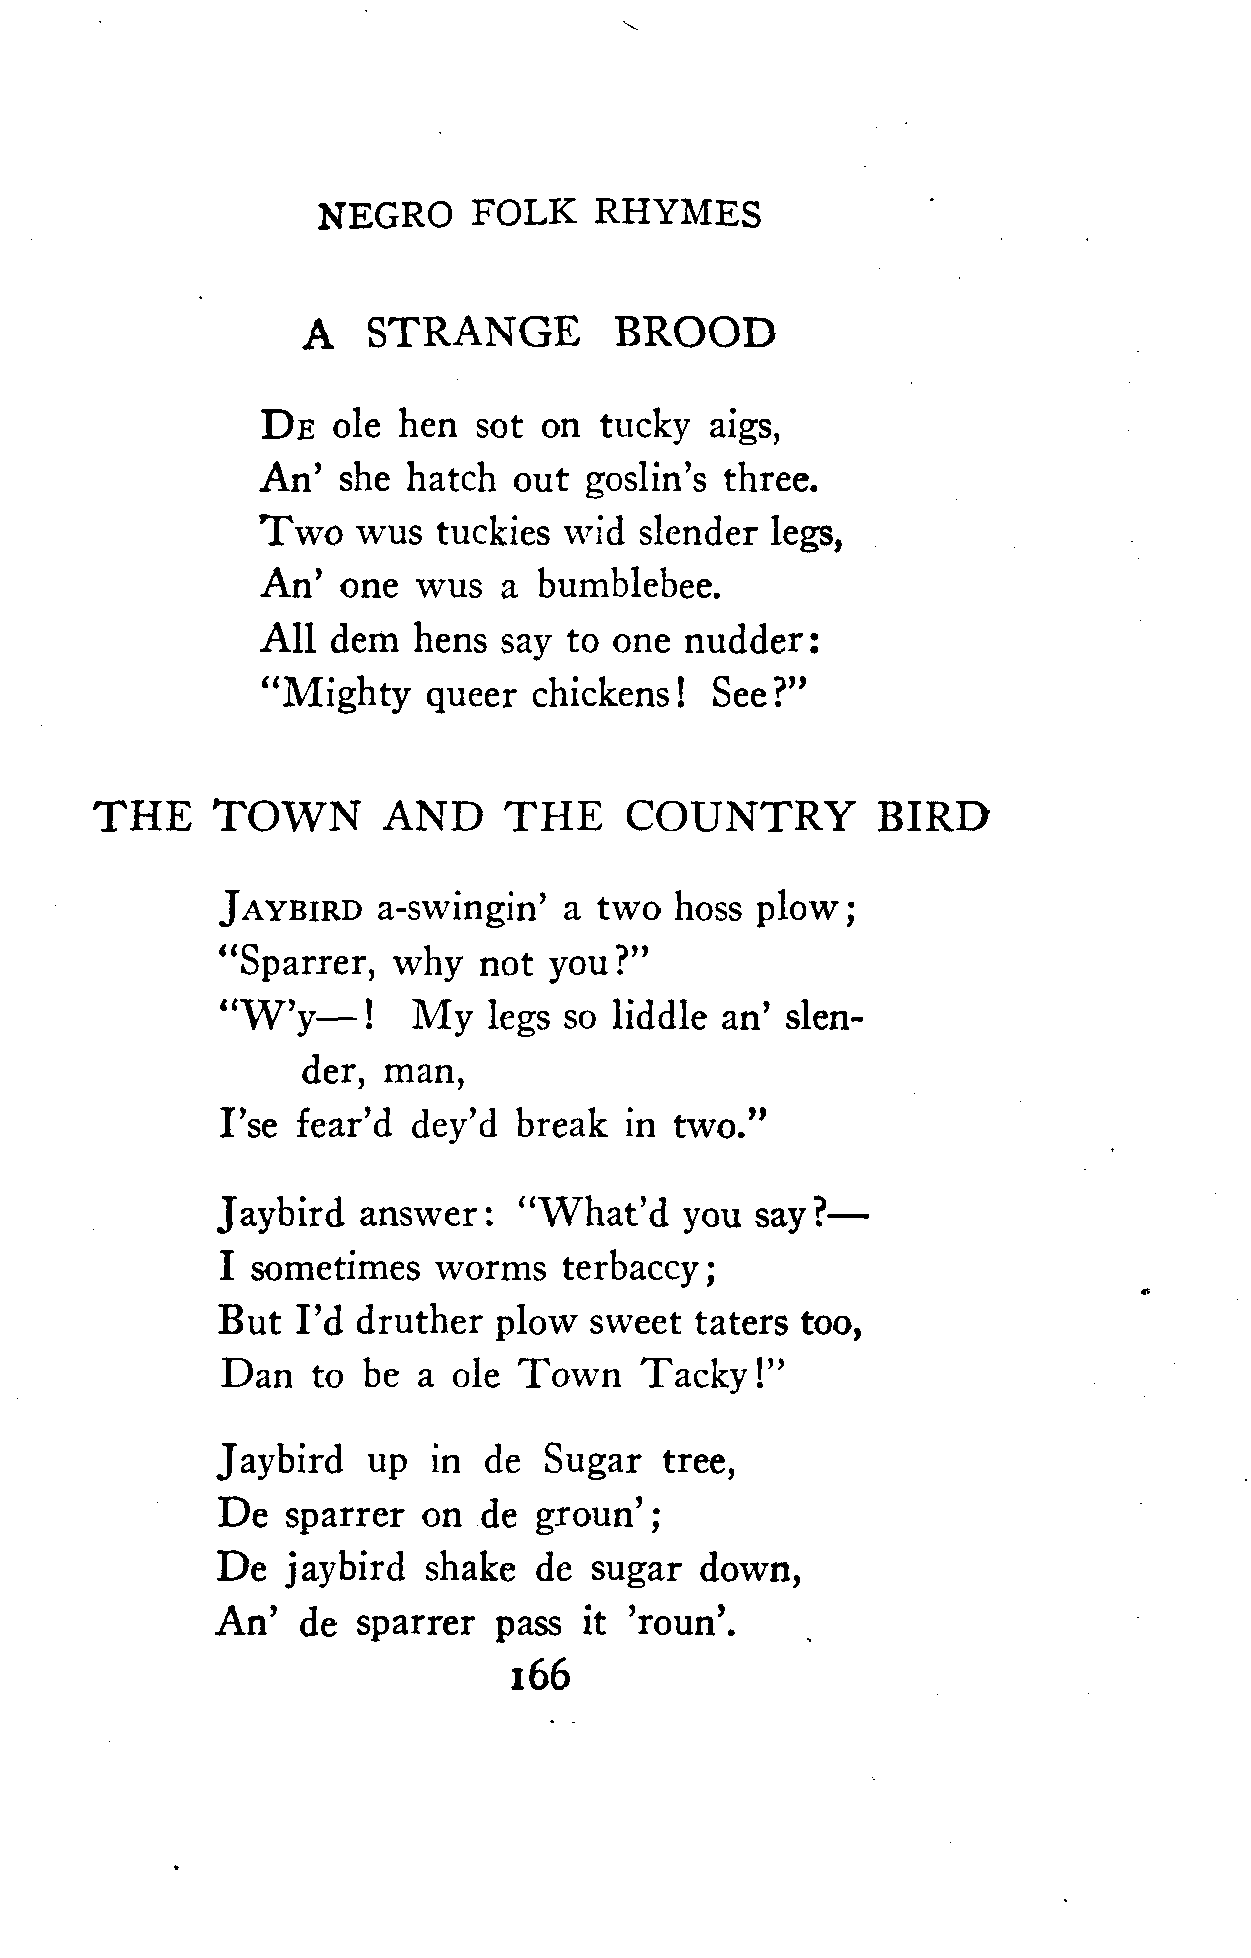 NEGRO FOLK RHYMES
A STRANGE BROOD
De ole hen sot on tucky aigs,
An' she hatch out goslin's three.
Two wus tuckies wid slender legs,
An' one wus a bumblebee.
All dem hens say to one nudder:
"Mighty queer chickens! See?"
THE TOWN AND THE COUNTRY BIRD
Jaybird a-swingin' a two hoss plow;
"Sparrer, why not you?"
"W'y—! My legs so liddle an' slen-
der, man,
I'se fear'd dey'd break in two."
Jaybird answer: "What'd you say?—
I sometimes worms terbaccy;
But I'd druther plow sweet taters too,
Dan to be a ole Town Tacky!"
Jaybird up in de Sugar tree,
De sparrer on de groun';
De jaybird shake de sugar down,
An' de sparrer pass it 'roun'.
166